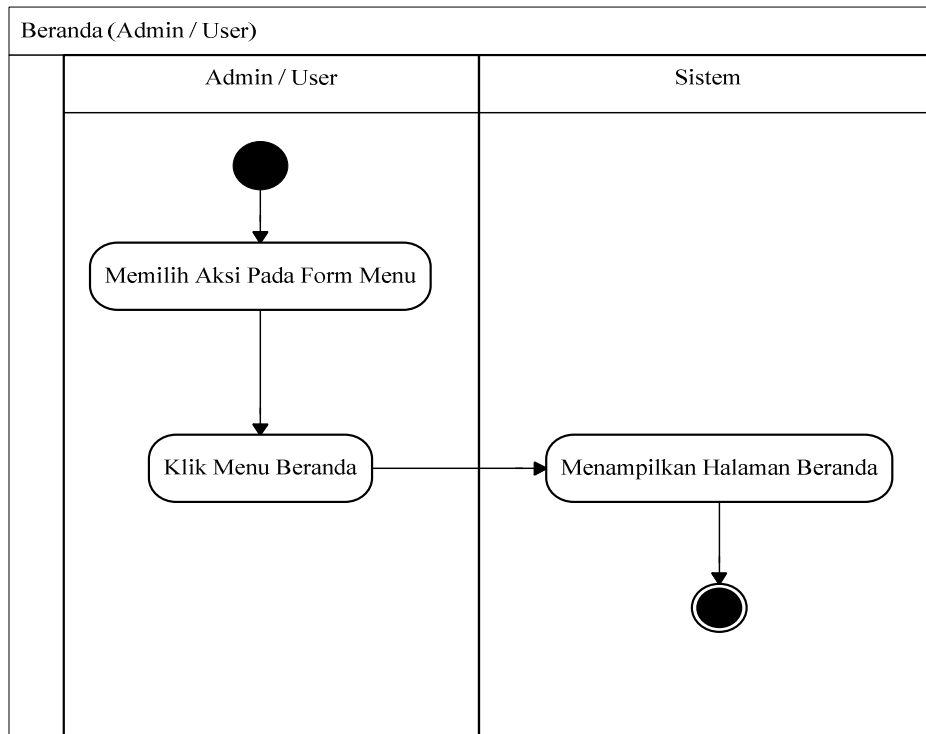 Beranda (Admin / User)
Admin / User
Sistem
Memilih Aksi Pada Form Menu
Klik Menu Beranda
Menampilkan Halaman Beranda